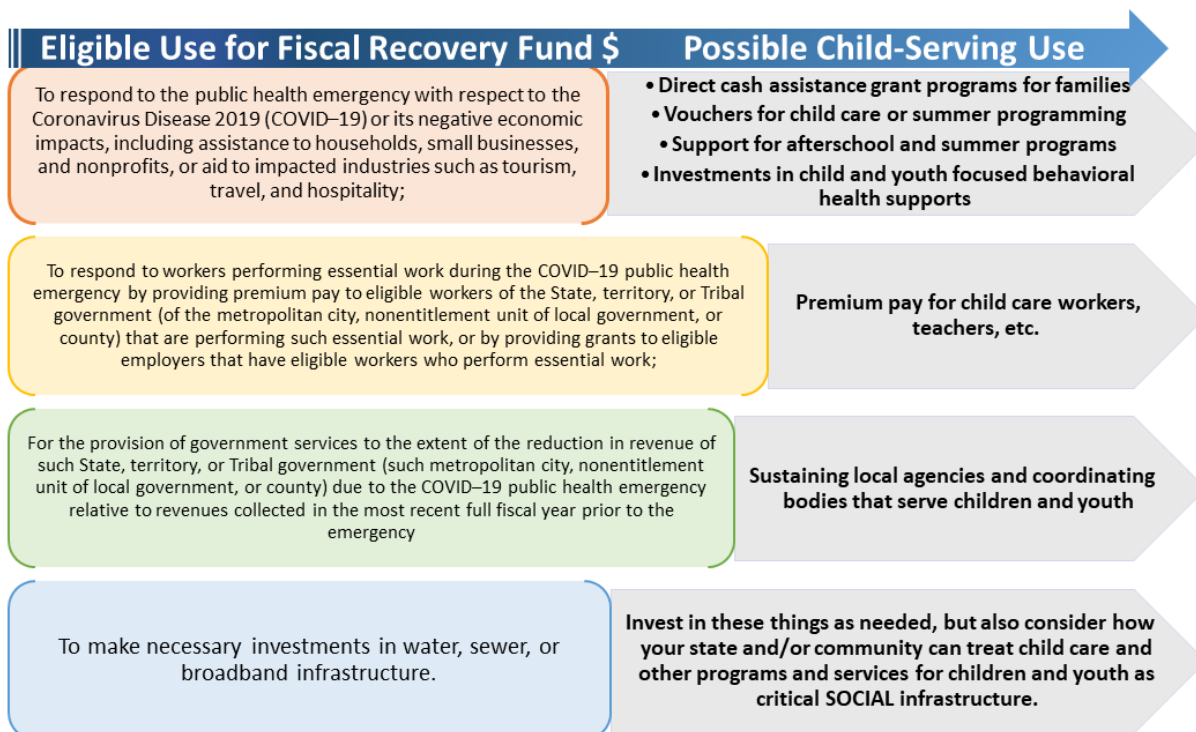 Eligible Use for Fiscal Recovery Fund $
Possible Child-Serving Use
To respond to the public health emergency with respect to the
Coronavirus Disease 2019 (COVID–19) or its negative economic
impacts, including assistance to households, small businesses,
and nonprofits, or aid to impacted industries such as tourism,
travel, and hospitality;
• Direct cash assistance grant programs for families
• Vouchers for child care or summer programming
• Support for afterschool and summer programs
• Investments in child and youth focused behavioral
health supports
To respond to workers performing essential work during the COVID–19 public health
emergency by providing premium pay to eligible workers of the State, territory, or Tribal
government (of the metropolitan city, nonentitlement unit of local government, or
county) that are performing such essential work, or by providing grants to eligible
employers that have eligible workers who perform essential work;
Premium pay for child care workers,
teachers, etc.
For the provision of government services to the extent of the reduction in revenue of
such State, territory, or Tribal government (such metropolitan city, nonentitlement
unit of local government, or county) due to the COVID–19 public health emergency
relative to revenues collected in the most recent full fiscal year prior to the
emergency
Sustaining local agencies and coordinating
bodies that serve children and youth
To make necessary investments in water, sewer, or
broadband infrastructure.
Invest in these things as needed, but also consider how
your state and/or community can treat child care and
other programs and services for children and youth as
critical SOCIAL infrastructure.